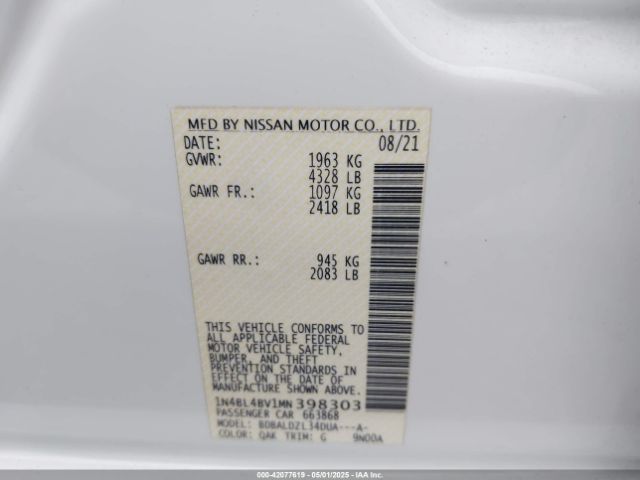 MFD BY NISSAN MOTOR CO., LTD.
DATE: 08/21
GVWR: 1963 KG
4328 LB
GAWR FR.: 1097 KG
2418 LB
GAWR RR.: 945 KG
2083 LB
THIS VEHICLE CONFORMS TO
ALL APPLICABLE FEDERAL
MOTOR VEHICLE SAFETY,
BUMPER, AND THEFT
PREVENTION STANDARDS IN
EFFECT ON THE DATE OF
MANUFACTURE SHOWN ABOVE.
1N4BL4BV1MN398303
PASSENGER CAR 663868
MODEL: BDBALDZL34DUA---A-
COLOR: QAK TRIM: G 9N00A
000-42077619 - 05/01/2025 - IAAI.COM